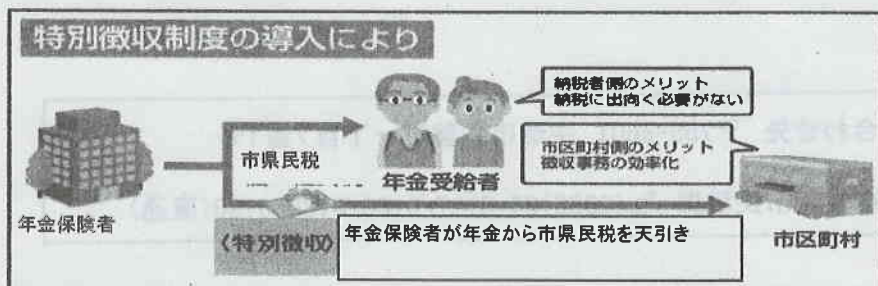 特別徴収制度の導入により
納税者側のメリット
納税に出向く必要がない
市区町村側のメリット
徴収事務の効率化
市県民税
年金受給者
年金保険者
〈特別徴収〉
年金保険者が年金から市県民税を天引き
市区町村